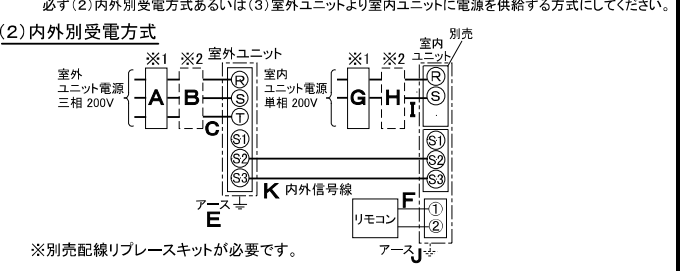 必ず(2)内外別受電方式あるいは(3)室外ユニットより室内ユニットに電源を供給する方式にしてください。
(2)内外別受電方式
別売
※1 ※2 室外ユニット
※1 ※2 室内
ユニット
室外
ユニット電源
三相 200V
A
B
C
R
S
T
S1
S2
S3
室内
ユニット電源
単相 200V
G
H
I
R
S
S1
S2
S3
K 内外信号線
アース
E
リモコン
F
①
②
アース J
※別売配線リプレースキットが必要です。